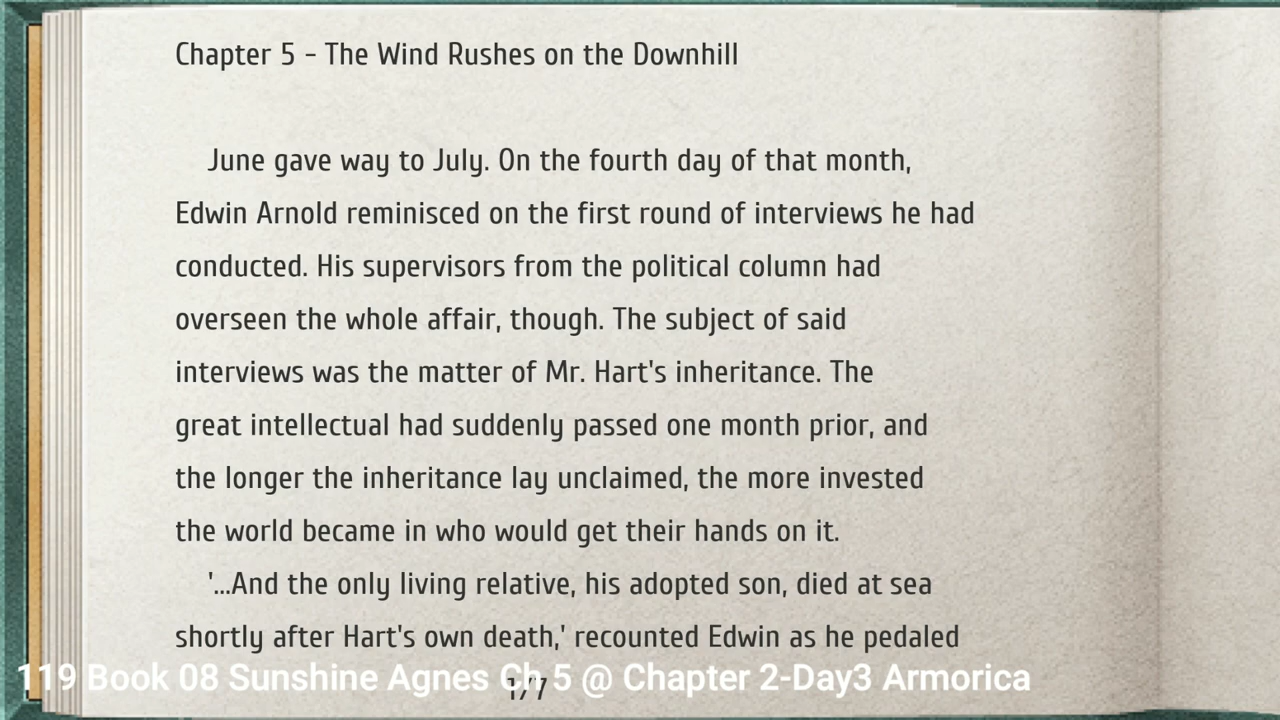 Chapter 5 - The Wind Rushes on the Downhill
June gave way to July. On the fourth day of that month,
Edwin Arnold reminisced on the first round of interviews he had
conducted. His supervisors from the political column had
overseen the whole affair, though. The subject of said
interviews was the matter of Mr. Hart's inheritance. The
great intellectual had suddenly passed one month prior, and
the longer the inheritance lay unclaimed, the more invested
the world became in who would get their hands on it.
'...And the only living relative, his adopted son, died at sea
shortly after Hart's own death,' recounted Edwin as he pedaled
119 Book 08 Sunshine Agnes Ch 5 @ Chapter 2-Day3 Armorica
1/7